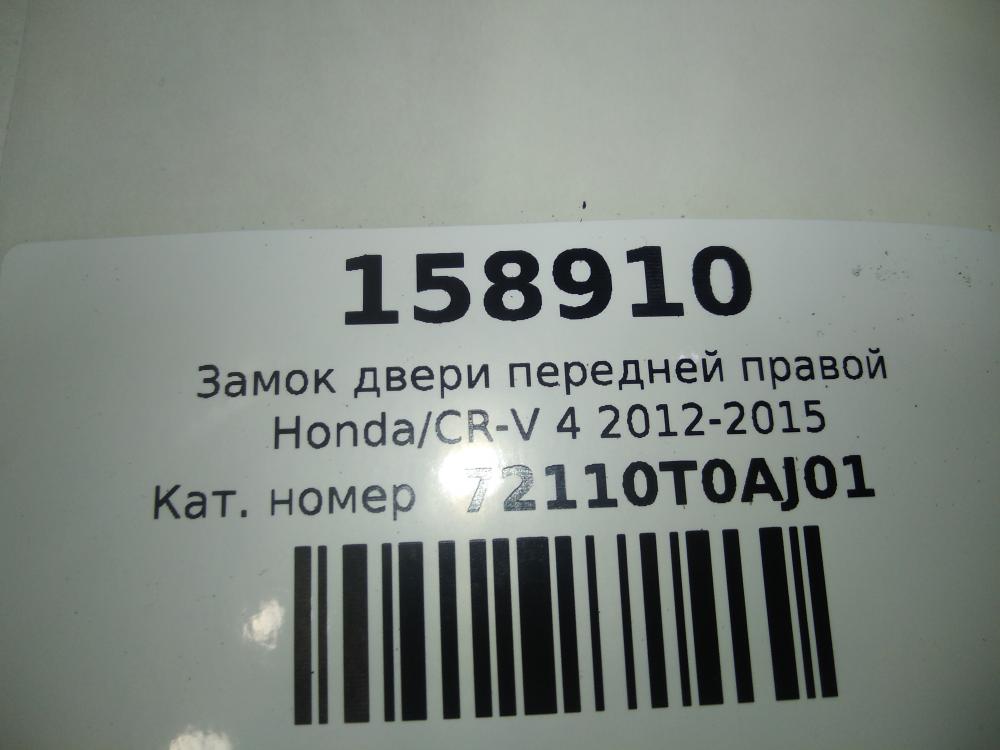 158910
Замок двери передней правой
Honda/CR-V 4 2012-2015
Кат. номер 72110T0AJ01